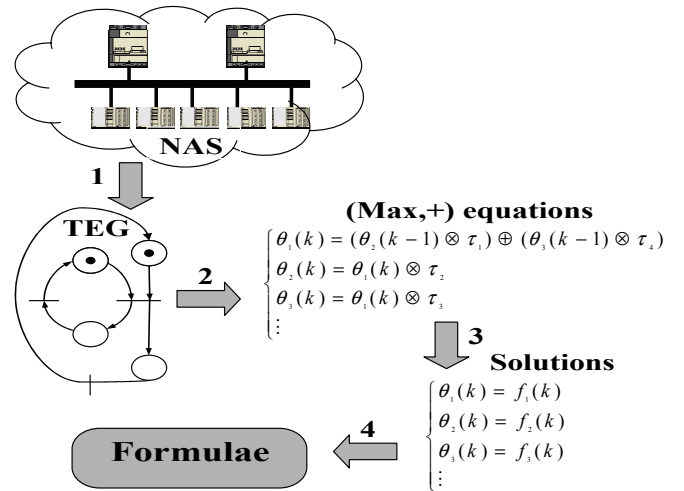 NAS
1
TEG
2
(Max,+) equations
θ₁(k) = (θ₂(k − 1) ⊗ τ₁) ⊕ (θ₃(k − 1) ⊗ τ₄)
θ₂(k) = θ₁(k) ⊗ τ₂
θ₃(k) = θ₁(k) ⊗ τ₃
⋮
3
Solutions
θ₁(k) = f₁(k)
θ₂(k) = f₂(k)
θ₃(k) = f₃(k)
⋮
4
Formulae